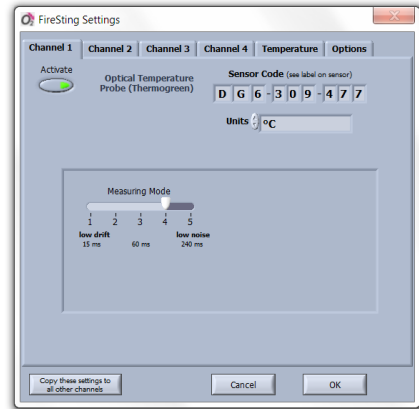 FireSting Settings
Channel 1 Channel 2 Channel 3 Channel 4 Temperature Options
Activate
Optical Temperature
Probe (Thermogreen)
Sensor Code (see label on sensor)
D G 6 - 3 0 9 - 4 7 7
Units °C
Measuring Mode
1 2 3 4 5
low drift low noise
15 ms 60 ms 240 ms
Copy these settings to
all other channels
Cancel OK